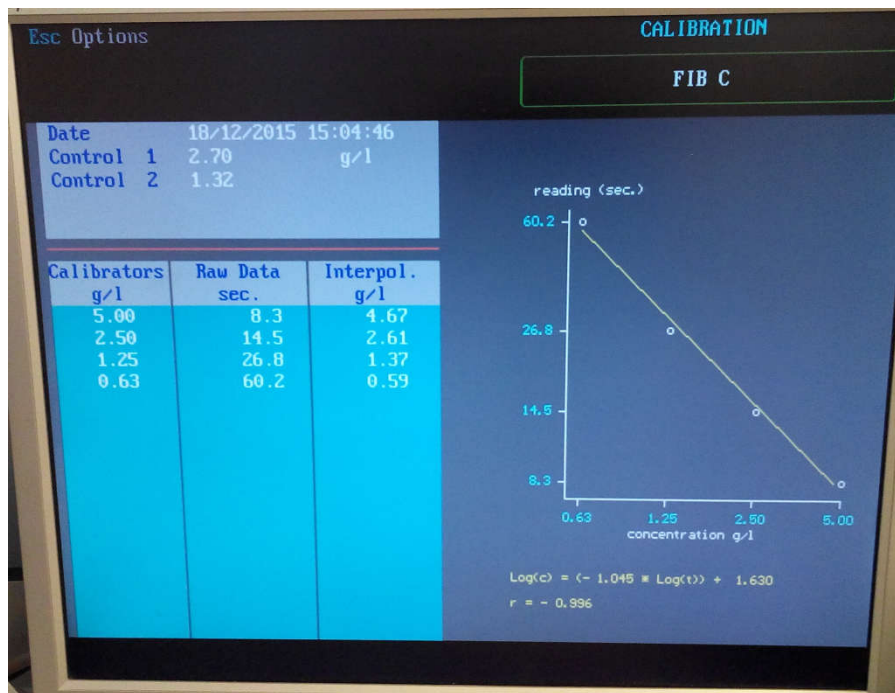 Esc Options
CALIBRATION
FIB C
Date 18/12/2015 15:04:46
Control 1 2.70 g/l
Control 2 1.32
Calibrators Raw Data Interpol.
g/l sec. g/l
5.00 8.3 4.67
2.50 14.5 2.61
1.25 26.8 1.37
0.63 60.2 0.59
reading (sec.)
60.2
26.8
14.5
8.3
0.63 1.25 2.50 5.00
concentration g/l
Log(c) = (- 1.045 * Log(t)) + 1.630
r = - 0.996